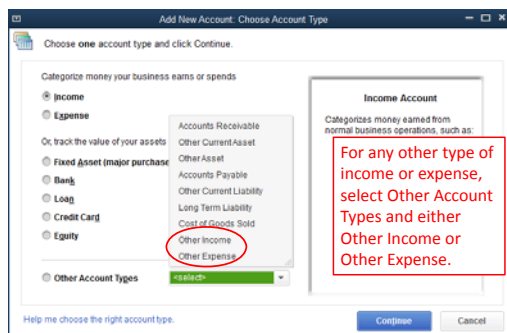 Add New Account: Choose Account Type
Choose one account type and click Continue.
Categorize money your business earns or spends
Income
Expense
Or, track the value of your assets
Fixed Asset (major purchase
Bank
Loan
Credit Card
Equity
Accounts Receivable
Other Current Asset
Other Asset
Accounts Payable
Other Current Liability
Long Term Liability
Cost of Goods Sold
Other Income
Other Expense
Other Account Types
<select>
Income Account
Categorizes money earned from
normal business operations, such as:
For any other type of
income or expense,
select Other Account
Types and either
Other Income or
Other Expense.
Help me choose the right account type.
Continue
Cancel